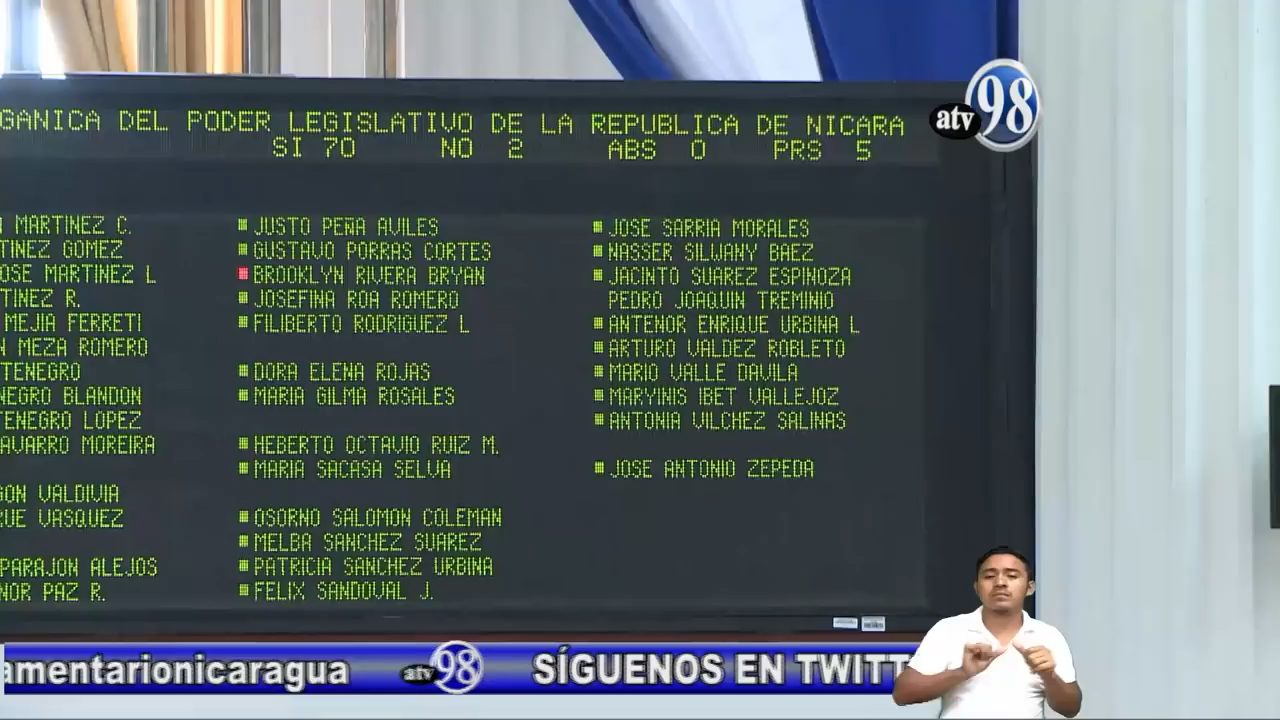 GANICA DEL PODER LEGISLATIVO DE LA REPUBLICA DE NICARA
SI 70 NO 2 ABS 0 PRS 5
MARTINEZ C.
TINEZ GOMEZ
OSE MARTINEZ L
TINEZ R.
MEJIA FERRETI
N MEZA ROMERO
TENEGRO
NEGRO BLANDON
TENEGRO LOPEZ
AVARRO MOREIRA
GON VALDIVIA
RUE VASQUEZ
PARAJON ALEJOS
NOR PAZ R.
JUSTO PEÑA AVILES
GUSTAVO PORRAS CORTES
BROOKLYN RIVERA BRYAN
JOSEFINA ROA ROMERO
FILIBERTO RODRIGUEZ L
DORA ELENA ROJAS
MARIA GILMA ROSALES
HEBERTO OCTAVIO RUIZ M.
MARIA SACASA SELVA
OSORNO SALOMON COLEMAN
MELBA SANCHEZ SUAREZ
PATRICIA SANCHEZ URBINA
FELIX SANDOVAL J.
JOSE SARRIA MORALES
NASSER SILWANY BAEZ
JACINTO SUAREZ ESPINOZA
PEDRO JOAQUIN TREMINIO
ANTENOR ENRIQUE URBINA L
ARTURO VALDEZ ROBLETO
MARIO VALLE DAVILA
MARYINIS IBET VALLEJOZ
ANTONIA VILCHEZ SALINAS
JOSE ANTONIO ZEPEDA
atv 98
amentarionicaragua atv 98 SÍGUENOS EN TWITT